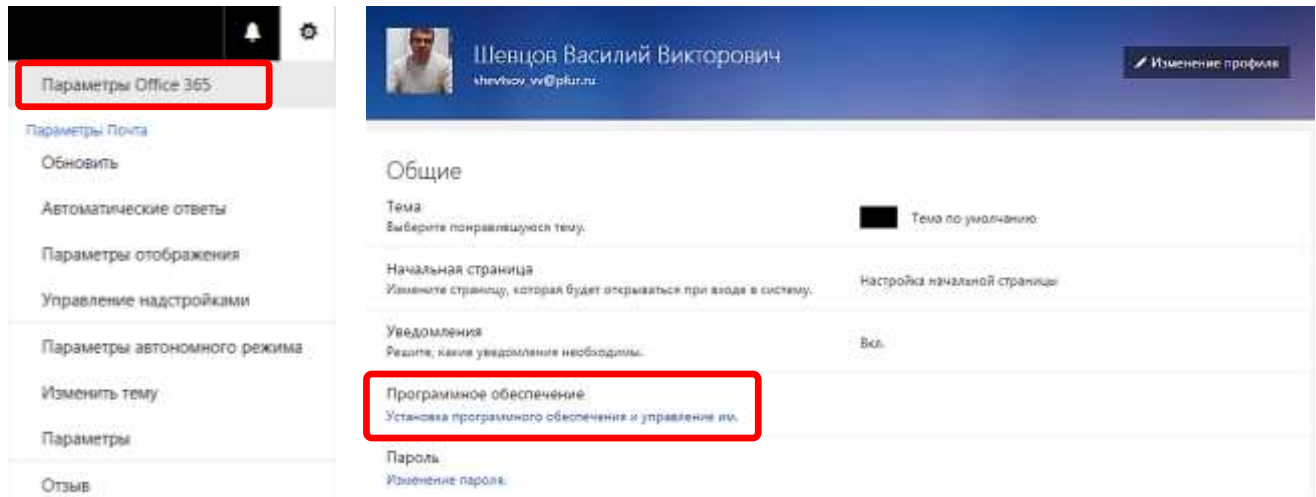 Параметры Office 365
Параметры Почта
Обновить
Автоматические ответы
Параметры отображения
Управление надстройками
Параметры автономного режима
Изменить тему
Параметры
Отзыв
Шевцов Василий Викторович
shevtsov_vv@pfur.ru
Изменение профиля
Общие
Тема
Выберите понравившуюся тему.
Тема по умолчанию
Начальная страница
Измените страницу, которая будет открываться при входе в систему.
Настройка начальной страницы
Уведомления
Решите, какие уведомления необходимы.
Вкл.
Программное обеспечение
Установка программного обеспечения и управление им.
Пароль
Изменение пароля.